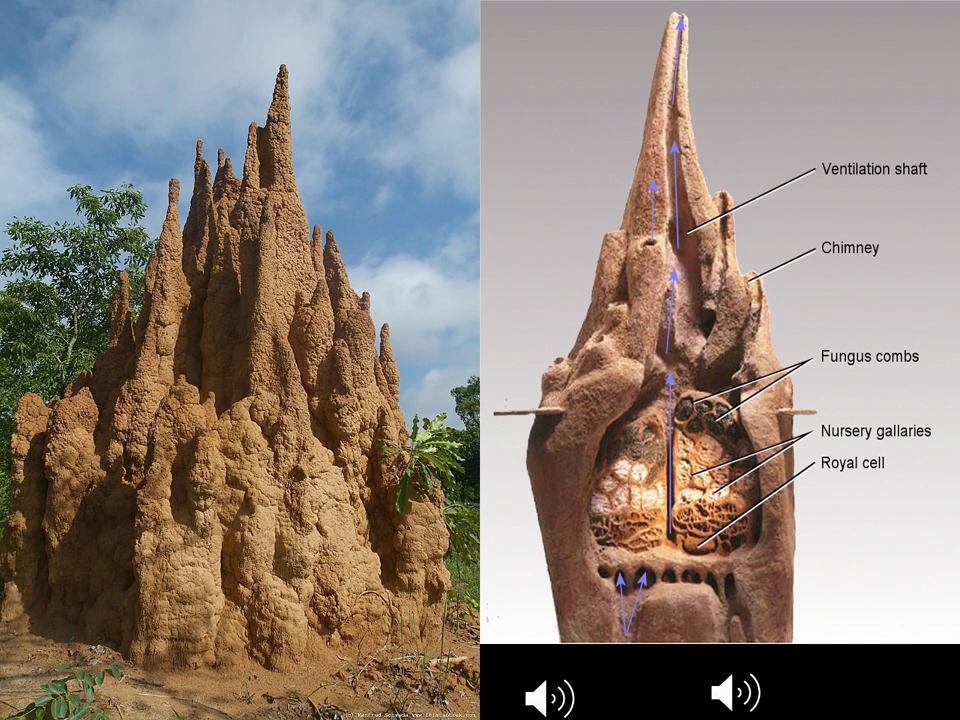 Ventilation shaft
Chimney
Fungus combs
Nursery gallaries
Royal cell